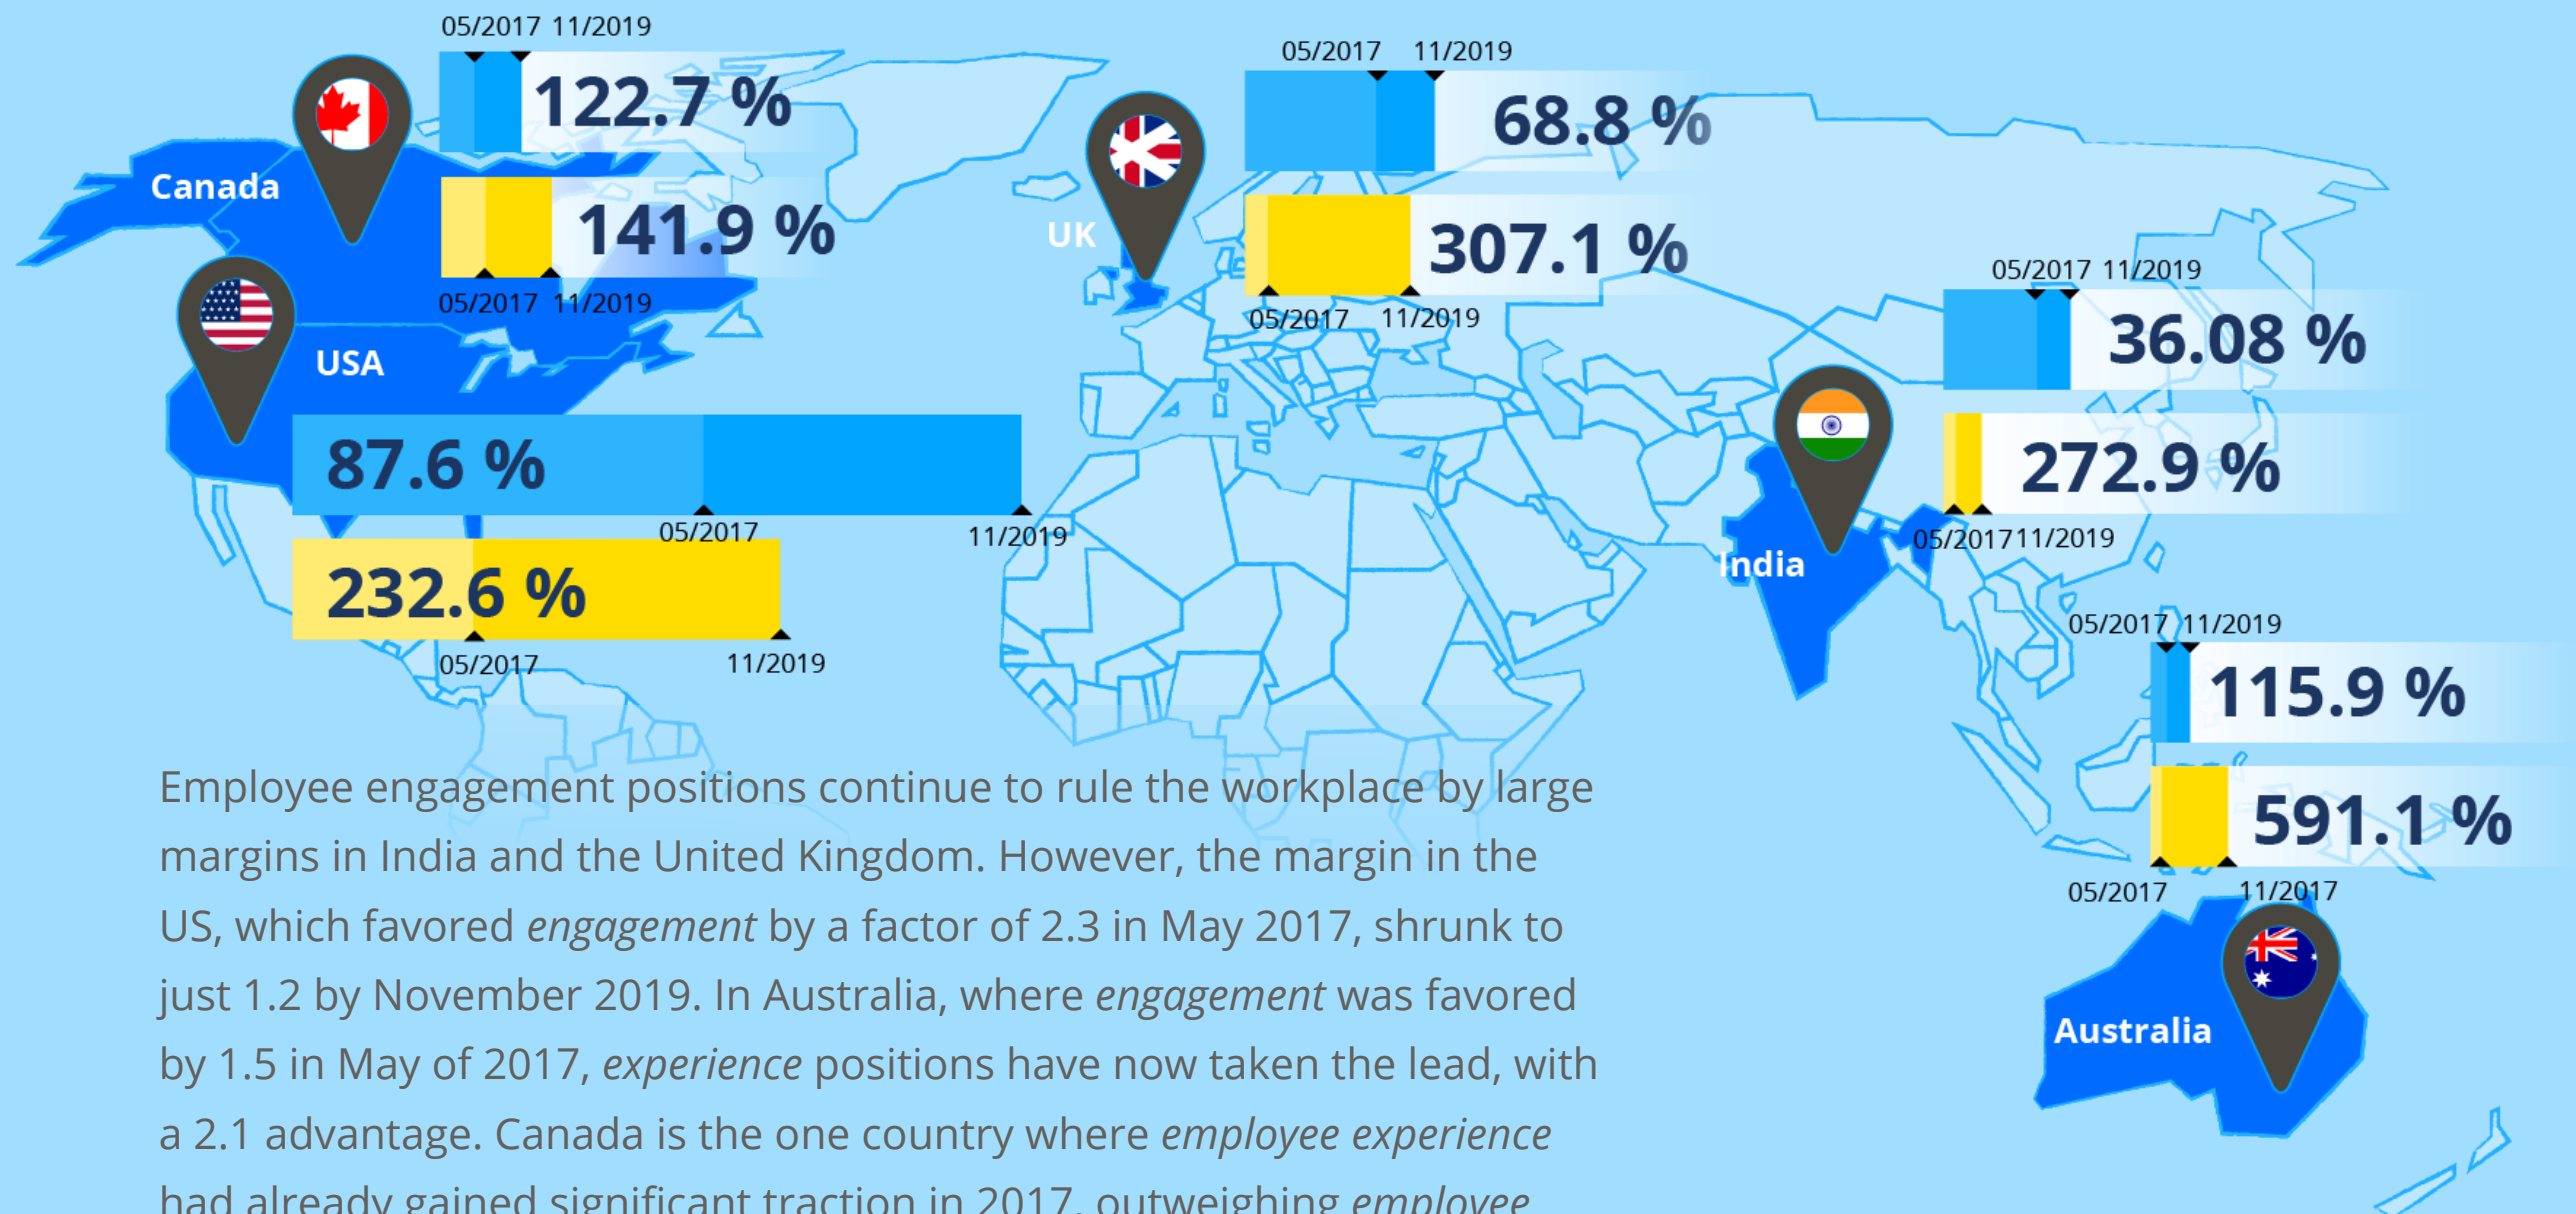 05/2017 11/2019
122.7 %
Canada
141.9 %
05/2017 11/2019
USA
87.6 %
05/2017 11/2019
232.6 %
05/2017 11/2019
05/2017 11/2019
68.8 %
UK
307.1 %
05/2017 11/2019
05/2017 11/2019
36.08 %
272.9 %
05/2017 11/2019
India
05/2017 11/2019
115.9 %
591.1 %
05/2017 11/2017
Australia
Employee engagement positions continue to rule the workplace by large
margins in India and the United Kingdom. However, the margin in the
US, which favored engagement by a factor of 2.3 in May 2017, shrunk to
just 1.2 by November 2019. In Australia, where engagement was favored
by 1.5 in May of 2017, experience positions have now taken the lead, with
a 2.1 advantage. Canada is the one country where employee experience
had already gained significant traction in 2017, outweighing employee